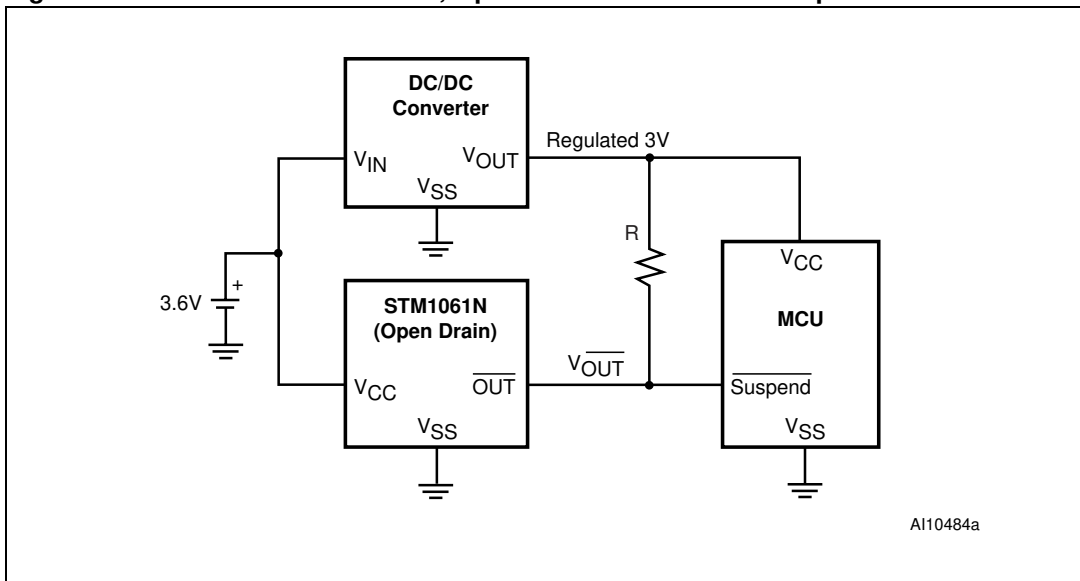 DC/DC
Converter
VIN
VOUT
VSS
Regulated 3V
R
VCC
MCU
Suspend
VSS
3.6V
+
STM1061N
(Open Drain)
VCC
OUT
VSS
VOUT
AI10484a